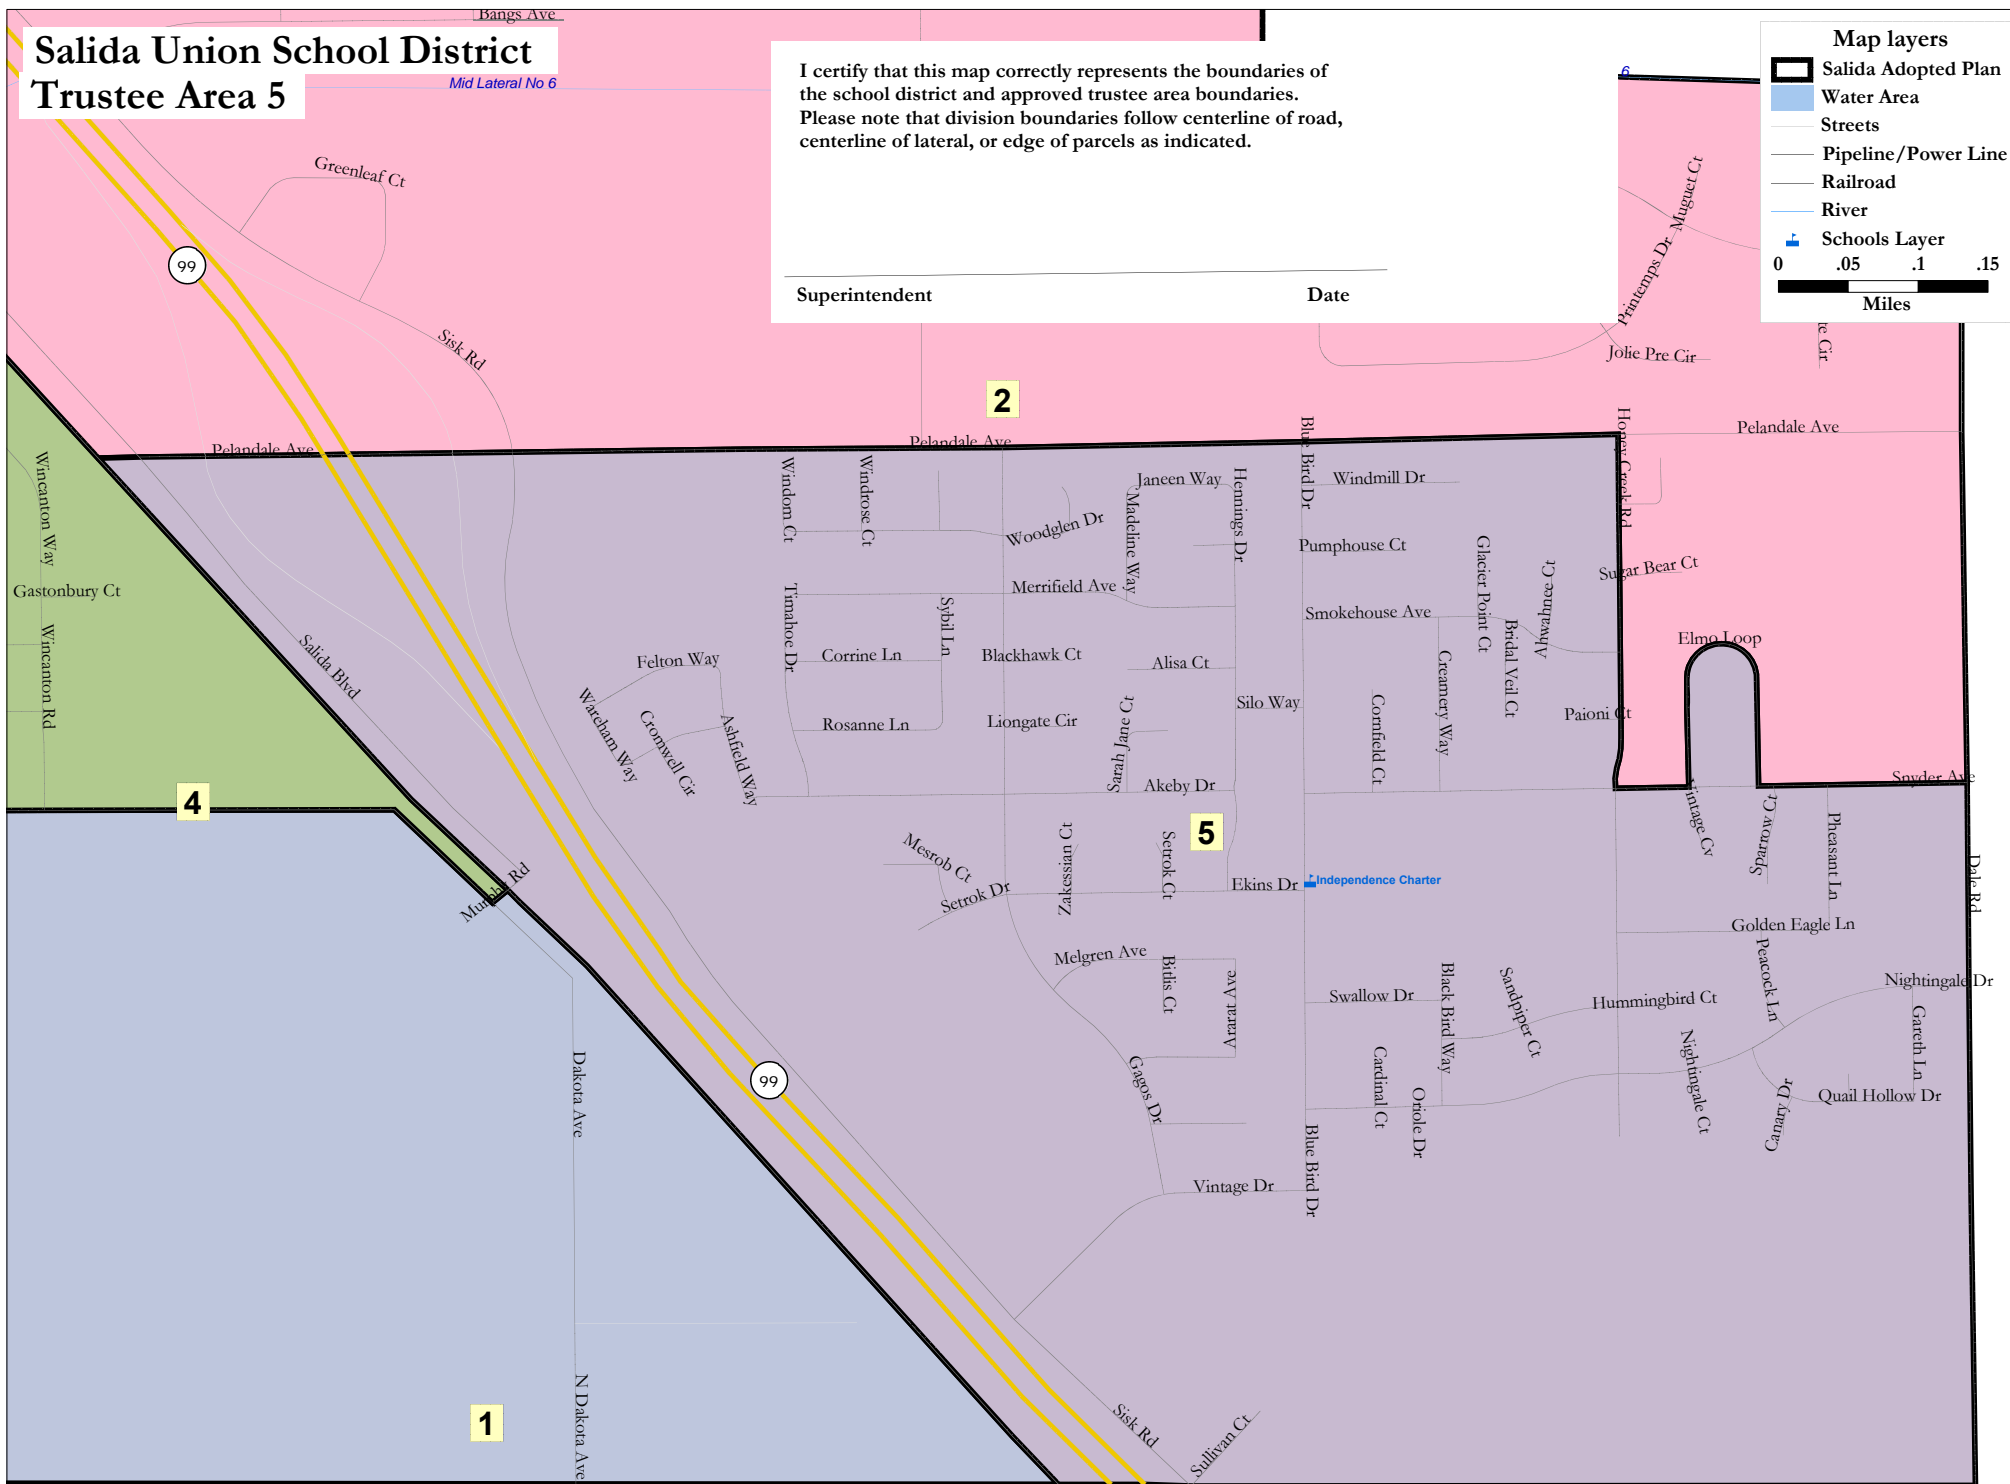 Bangs Ave
Salida Union School District
Trustee Area 5
Mid Lateral No 6
I certify that this map correctly represents the boundaries of
the school district and approved trustee area boundaries.
Please note that division boundaries follow centerline of road,
centerline of lateral, or edge of parcels as indicated.
Superintendent Date
6
Map layers
Salida Adopted Plan
Water Area
Streets
Pipeline/Power Line
Railroad
River
Schools Layer
0 .05 .1 .15
Miles
Greenleaf Ct
99
Sisk Rd
Muguet Ct
Printemps Dr
Jolie Pre Cir
Cir
2
Pelandale Ave
Pelandale Ave
Pelandale Ave
Blue Bird Dr
Honey Creek Rd
Wincanton Way
Gastonbury Ct
Wincanton Rd
Salida Blvd
Windom Ct
Windrose Ct
Woodglen Dr
Janeen Way
Madeline Way
Hennings Dr
Windmill Dr
Pumphouse Ct
Glacier Point Ct
Ahwahnee Ct
Sugar Bear Ct
Merrifield Ave
Smokehouse Ave
Bridal Veil Ct
Elmo Loop
Timahoe Dr
Sybil Ln
Felton Way
Corrine Ln
Blackhawk Ct
Alisa Ct
Creamery Way
Wareham Way
Cromwell Cir
Ashfield Way
Rosanne Ln
Liongate Cir
Sarah Jane Ct
Silo Way
Cornfield Ct
Paioni Ct
Akeby Dr
Snyder Ave
4
5
Vintage Cv
Sparrow Ct
Pheasant Ln
Dale Rd
Murphy Rd
Mesrob Ct
Setrok Dr
Zakessian Ct
Setrok Ct
Ekins Dr
Independence Charter
Golden Eagle Ln
Melgren Ave
Bitlis Ct
Ararat Ave
Swallow Dr
Black Bird Way
Sandpiper Ct
Hummingbird Ct
Peacock Ln
Nightingale Dr
Gareth Ln
Dakota Ave
99
Gagos Dr
Cardinal Ct
Oriole Dr
Nightingale Ct
Canary Dr
Quail Hollow Dr
Vintage Dr
Blue Bird Dr
1
N Dakota Ave
Sisk Rd
Sullivan Ct